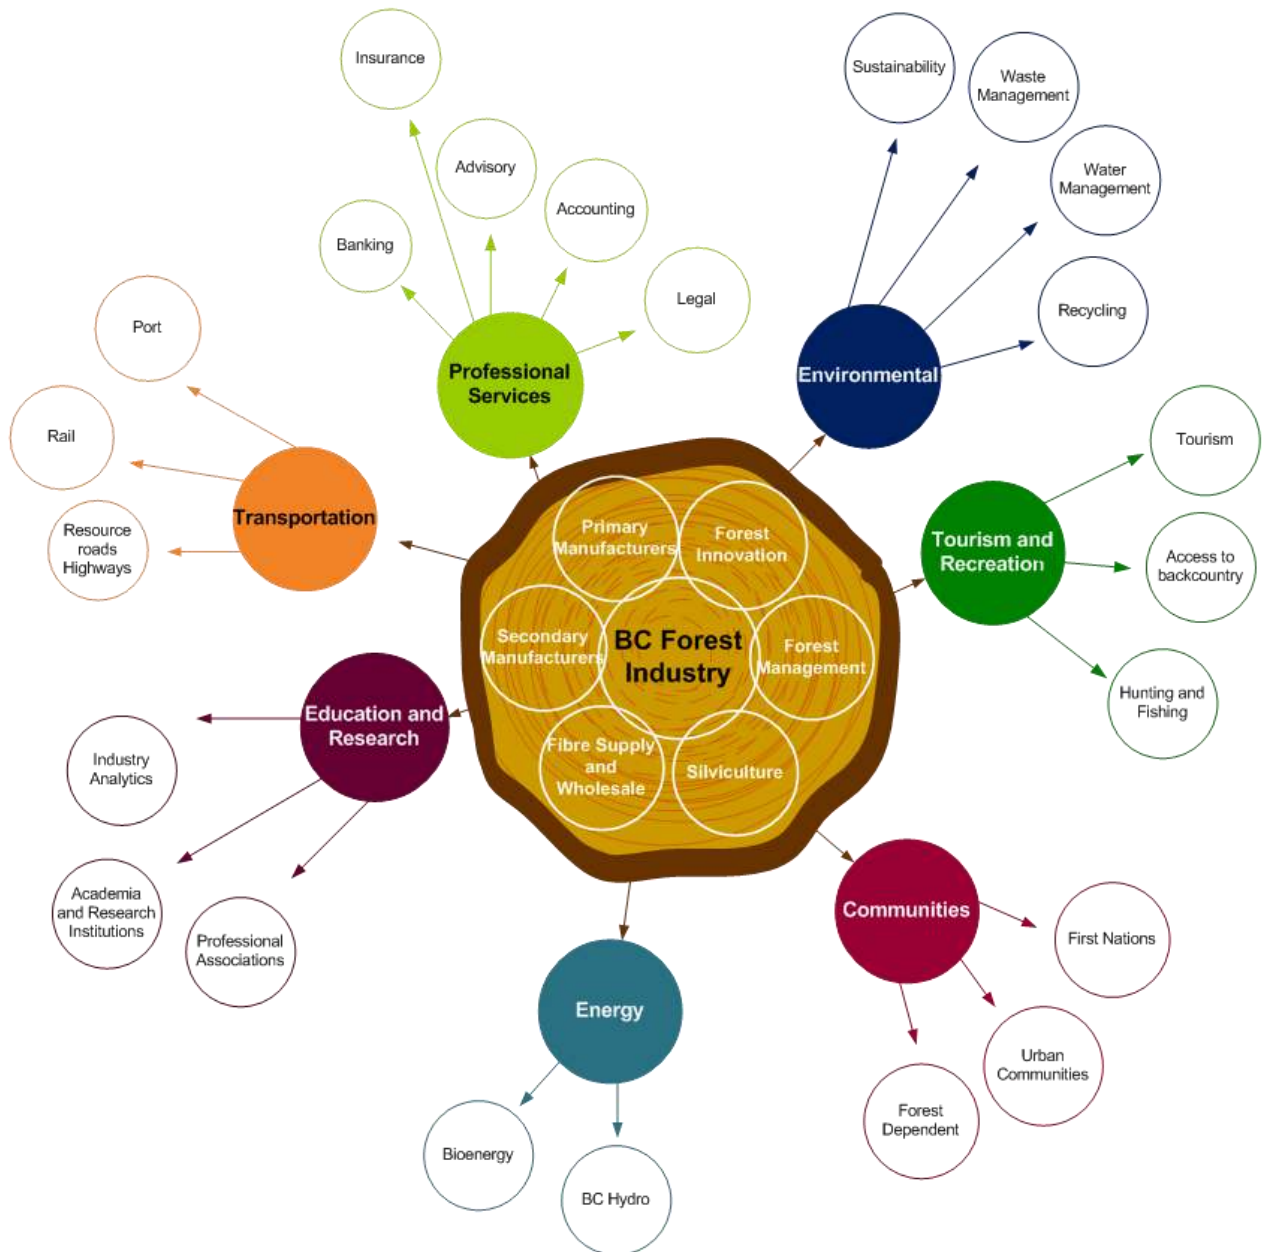 Insurance
Advisory
Accounting
Banking
Legal
Professional
Services
Sustainability
Waste
Management
Water
Management
Recycling
Environmental
Port
Rail
Resource
roads
Highways
Transportation
Tourism
Access to
backcountry
Hunting and
Fishing
Tourism and
Recreation
Primary
Manufacturers
Forest
Innovation
Secondary
Manufacturers
BC Forest
Industry
Forest
Management
Fibre Supply
and
Wholesale
Silviculture
Education and
Research
Industry
Analytics
Academia
and Research
Institutions
Professional
Associations
Communities
First Nations
Urban
Communities
Forest
Dependent
Energy
Bioenergy
BC Hydro